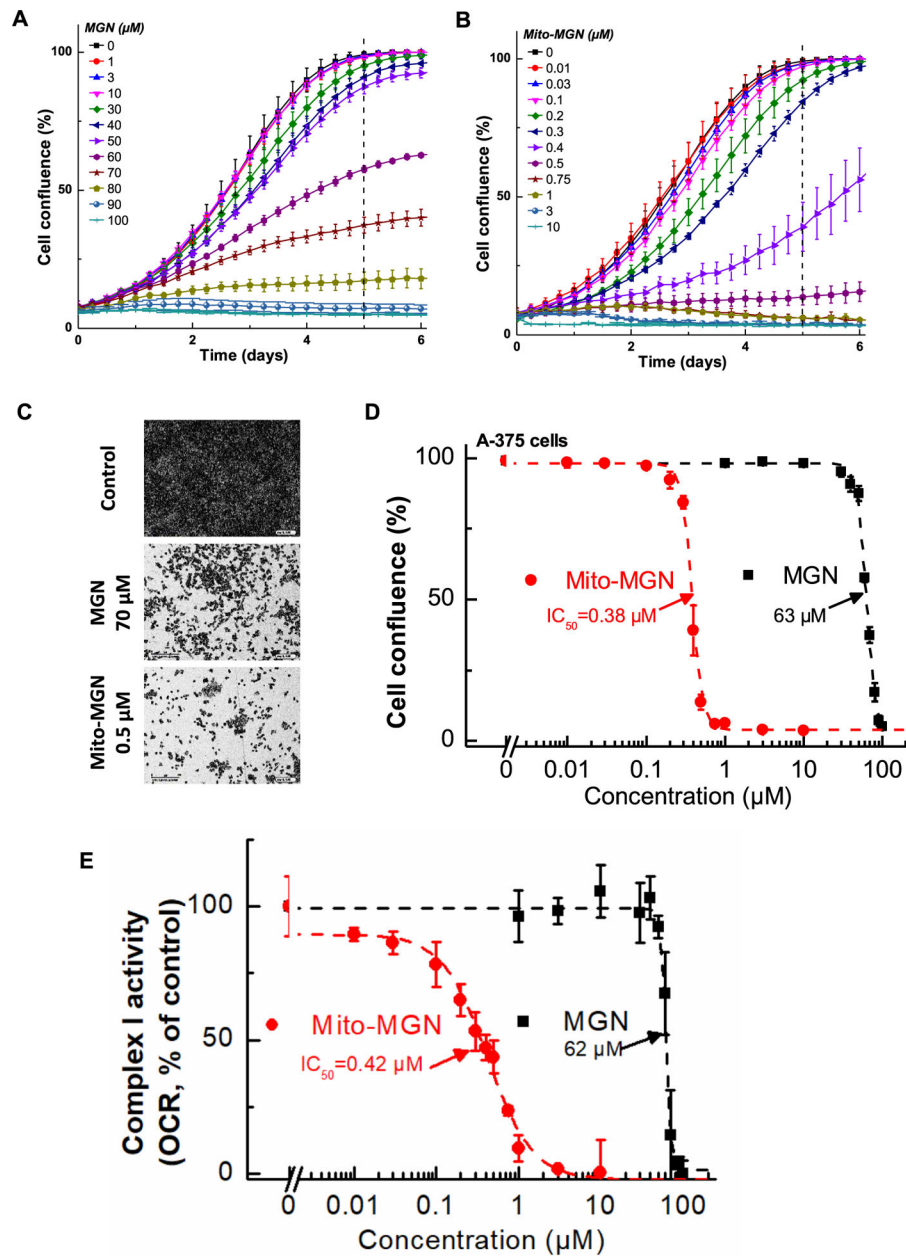 A
MGN (µM)
0
1
3
10
30
40
50
60
70
80
90
100
Cell confluence (%)
100
50
0
0
2
4
6
Time (days)
B
Mito-MGN (µM)
0
0.01
0.03
0.1
0.2
0.3
0.4
0.5
0.75
1
3
10
Cell confluence (%)
100
50
0
0
2
4
6
Time (days)
C
Control
MGN
70 µM
Mito-MGN
0.5 µM
D
A-375 cells
Cell confluence (%)
100
50
0
Mito-MGN
IC₅₀=0.38 µM
MGN
63 µM
0
0.01
0.1
1
10
100
Concentration (µM)
E
Complex I activity
(OCR, % of control)
100
50
0
Mito-MGN
IC₅₀=0.42 µM
MGN
62 µM
0
0.01
0.1
1
10
100
Concentration (µM)